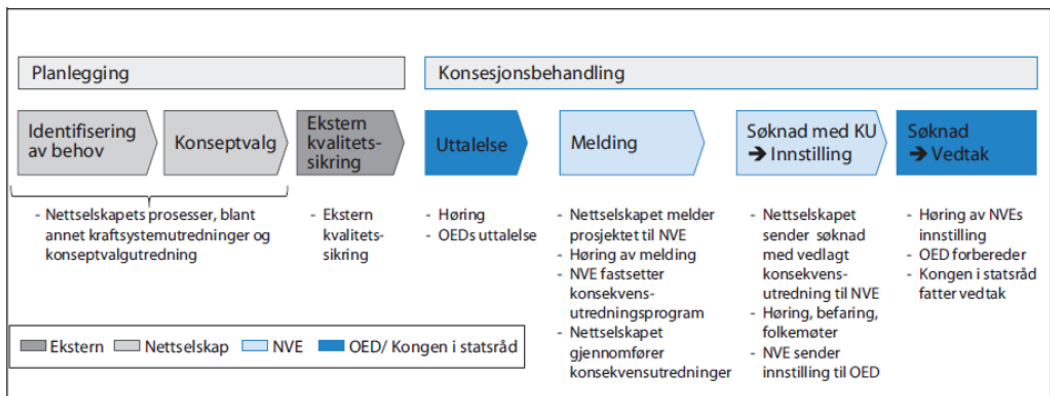 Planlegging
Konsesjonsbehandling
Identifisering
av behov
Konseptvalg
Ekstern
kvalitets-
sikring
Uttalelse
Melding
Søknad med KU
➔ Innstilling
Søknad
➔ Vedtak
- Nettselskapets prosesser, blant
annet kraftsystemutredninger og
konseptvalgutredning
- Ekstern
kvalitets-
sikring
- Høring
- OEDs uttalelse
- Nettselskapet melder
prosjektet til NVE
- Høring av melding
- NVE fastsetter
konsekvens-
utredningsprogram
- Nettselskapet
gjennomfører
konsekvensutredninger
- Nettselskapet
sender søknad
med vedlagt
konsekvens-
utredning til NVE
- Høring, befaring,
folkemøter
- NVE sender
innstilling til OED
- Høring av NVEs
innstilling
- OED forbereder
- Kongen i statsråd
fatter vedtak
Ekstern
Nettselskap
NVE
OED/ Kongen i statsråd